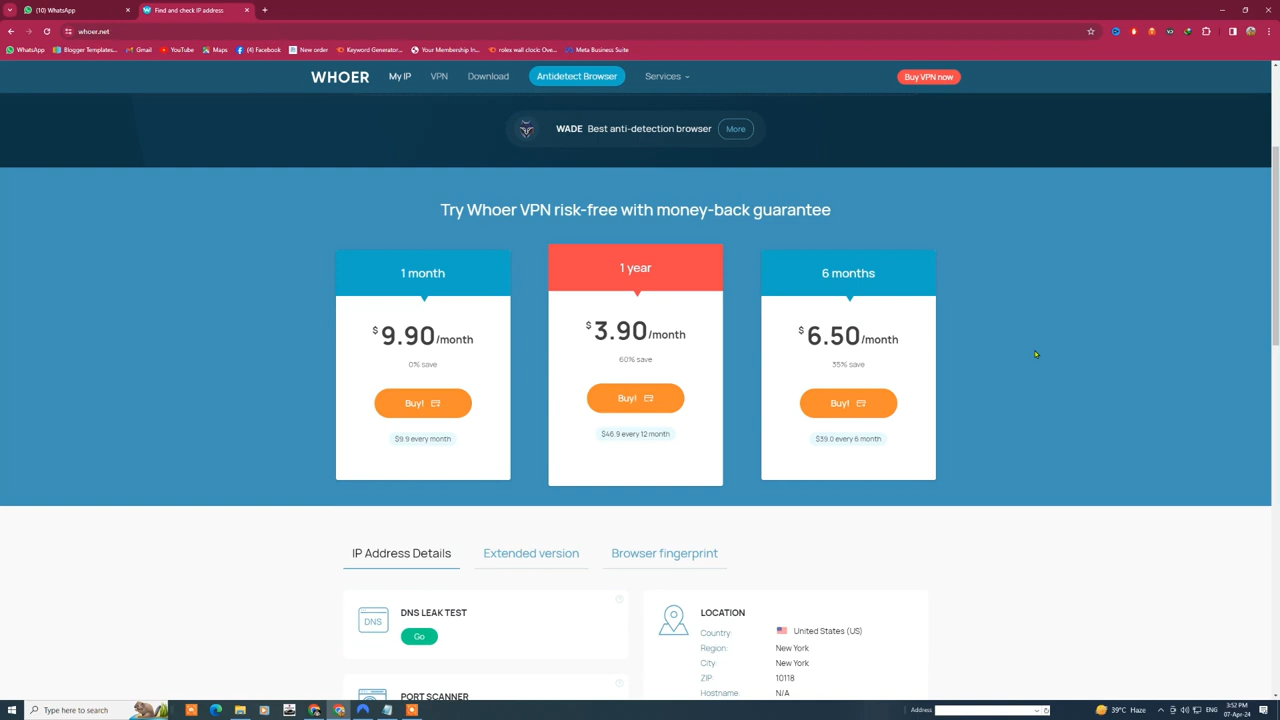 (10) WhatsApp
Find and check IP address
whoer.net
WhatsApp
Blogger Templates...
Gmail
YouTube
Maps
(3) Facebook
New order
Keyword Generator...
Your Membership In...
rolex wall clockc Ove...
Meta Business Suite
WHOER
My IP
VPN
Download
Antidetect Browser
Services
Buy VPN now
WADE Best anti-detection browser
More
Try Whoer VPN risk-free with money-back guarantee
1 month
$9.90/month
0% save
Buy!
$9.9 every month
1 year
$3.90/month
60% save
Buy!
$46.9 every 12 month
6 months
$6.50/month
35% save
Buy!
$39.0 every 6 month
IP Address Details
Extended version
Browser fingerprint
DNS LEAK TEST
DNS
Go
PORT SCANNER
LOCATION
Country: United States (US)
Region: New York
City: New York
ZIP: 10118
Hostname: N/A
Type here to search
Address
39°C Haze
ENG
3:52 PM
07-Apr-24